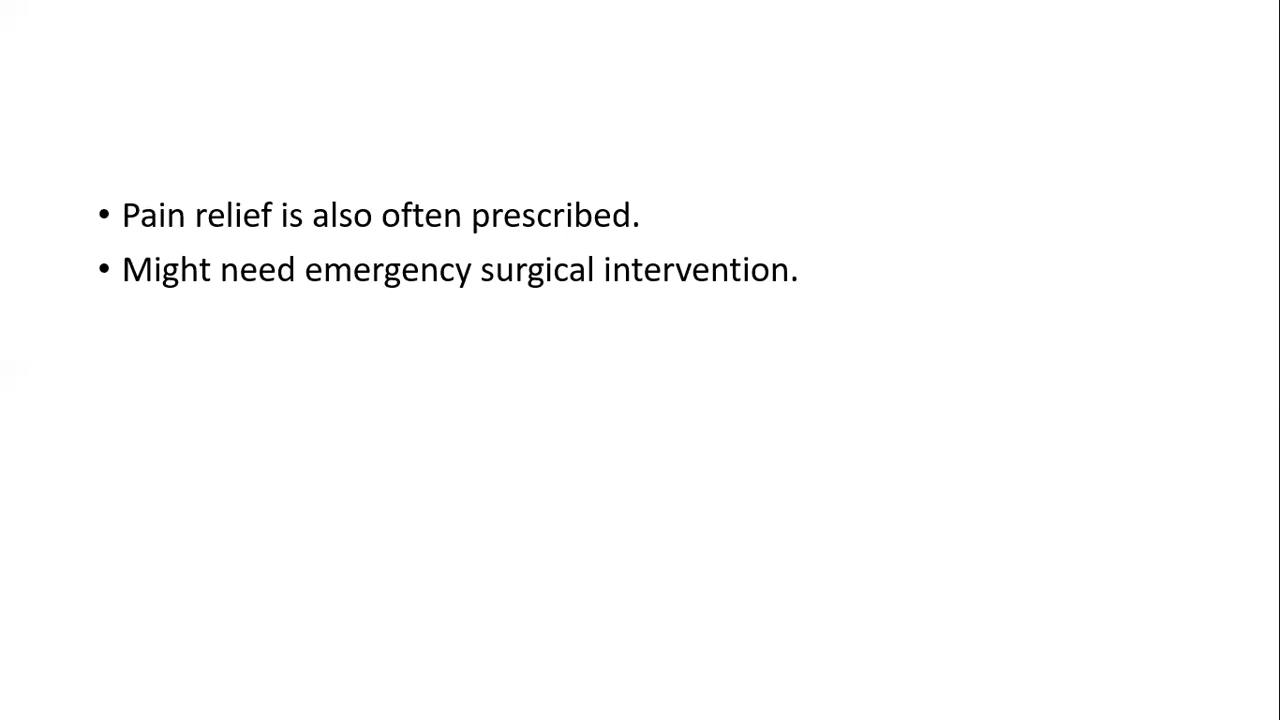 • Pain relief is also often prescribed.
• Might need emergency surgical intervention.